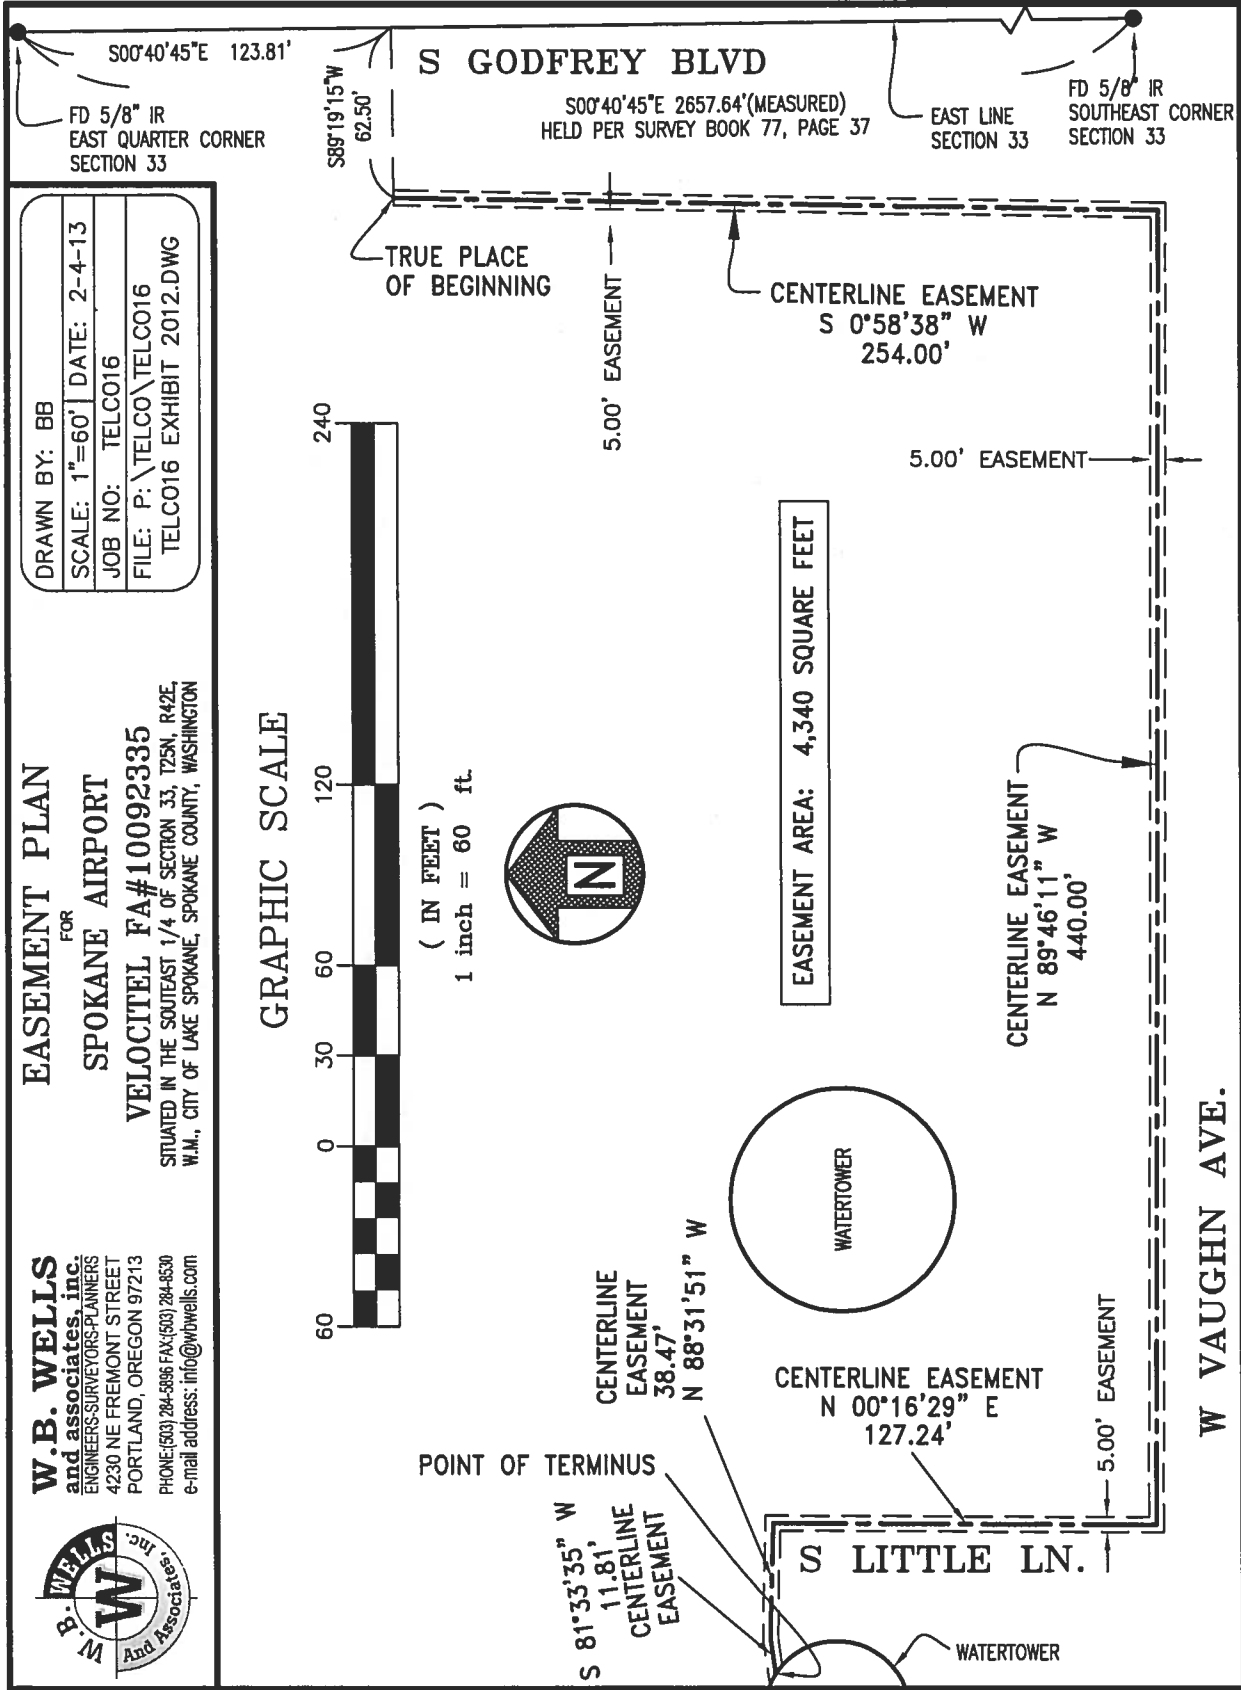 S00°40'45"E 123.81'
FD 5/8" IR
EAST QUARTER CORNER
SECTION 33
S89°19'15"W
62.50'
S GODFREY BLVD
S00°40'45"E 2657.64'(MEASURED)
HELD PER SURVEY BOOK 77, PAGE 37
EAST LINE
SECTION 33
FD 5/8" IR
SOUTHEAST CORNER
SECTION 33
TRUE PLACE
OF BEGINNING
5.00' EASEMENT
CENTERLINE EASEMENT
S 0°58'38" W
254.00'
5.00' EASEMENT
DRAWN BY: BB
SCALE: 1"=60' DATE: 2-4-13
JOB NO: TELCO16
FILE: P:\TELCO\TELCO16
TELCO16 EXHIBIT 2012.DWG
EASEMENT PLAN
FOR
SPOKANE AIRPORT
VELOCITEL FA#10092335
SITUATED IN THE SOUTEAST 1/4 OF SECTION 33, T25N, R42E,
W.M., CITY OF LAKE SPOKANE, SPOKANE COUNTY, WASHINGTON
GRAPHIC SCALE
60 0 30 60 120 240
( IN FEET )
1 inch = 60 ft.
N
EASEMENT AREA: 4,340 SQUARE FEET
CENTERLINE EASEMENT
N 89°46'11" W
440.00'
WATERTOWER
W.B. WELLS
and associates, inc.
ENGINEERS-SURVEYORS-PLANNERS
4230 NE FREMONT STREET
PORTLAND, OREGON 97213
PHONE:(503) 284-5896 FAX:(503) 284-8530
e-mail address: info@wbwells.com
W. B. WELLS
W W
And Associates, Inc.
CENTERLINE
EASEMENT
38.47'
N 88°31'51" W
POINT OF TERMINUS
S 81°33'35" W
11.81'
CENTERLINE
EASEMENT
CENTERLINE EASEMENT
N 00°16'29" E
127.24'
5.00' EASEMENT
S LITTLE LN.
WATERTOWER
W VAUGHN AVE.